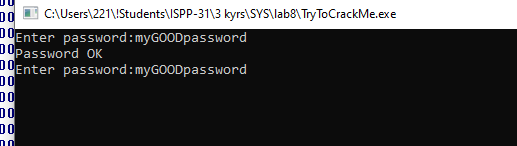 C:\Users\221\!Students\ISPP-31\3 kyrs\SYS\lab8\TryToCrackMe.exe
Enter password:myGOODpassword
Password OK
Enter password:myGOODpassword